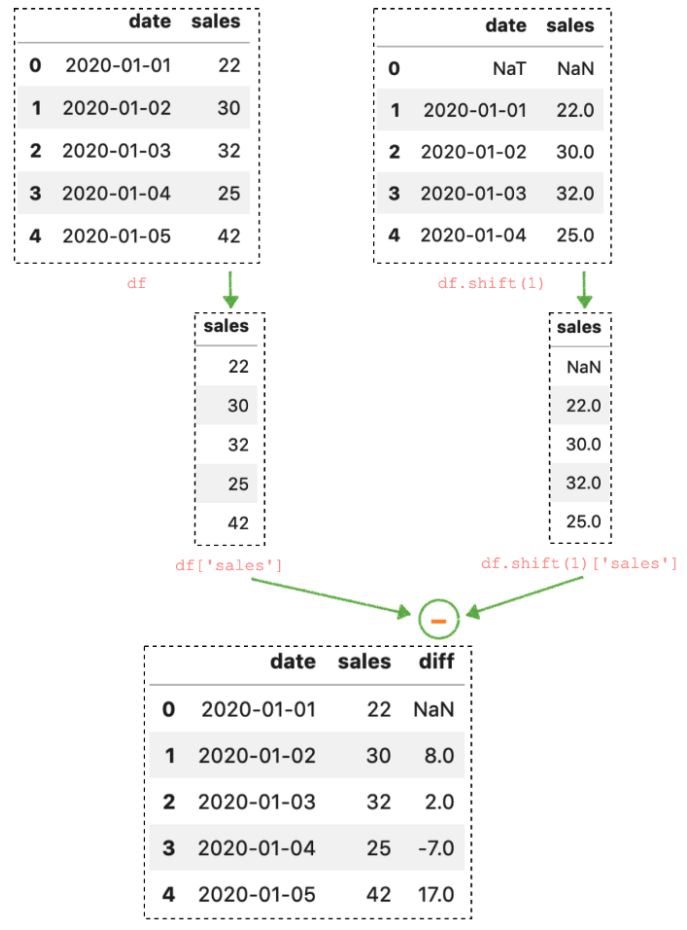 date sales
0 2020-01-01 22
1 2020-01-02 30
2 2020-01-03 32
3 2020-01-04 25
4 2020-01-05 42
df
date sales
0 NaT NaN
1 2020-01-01 22.0
2 2020-01-02 30.0
3 2020-01-03 32.0
4 2020-01-04 25.0
df.shift(1)
sales
22
30
32
25
42
df['sales']
sales
NaN
22.0
30.0
32.0
25.0
df.shift(1)['sales']
–
date sales diff
0 2020-01-01 22 NaN
1 2020-01-02 30 8.0
2 2020-01-03 32 2.0
3 2020-01-04 25 -7.0
4 2020-01-05 42 17.0